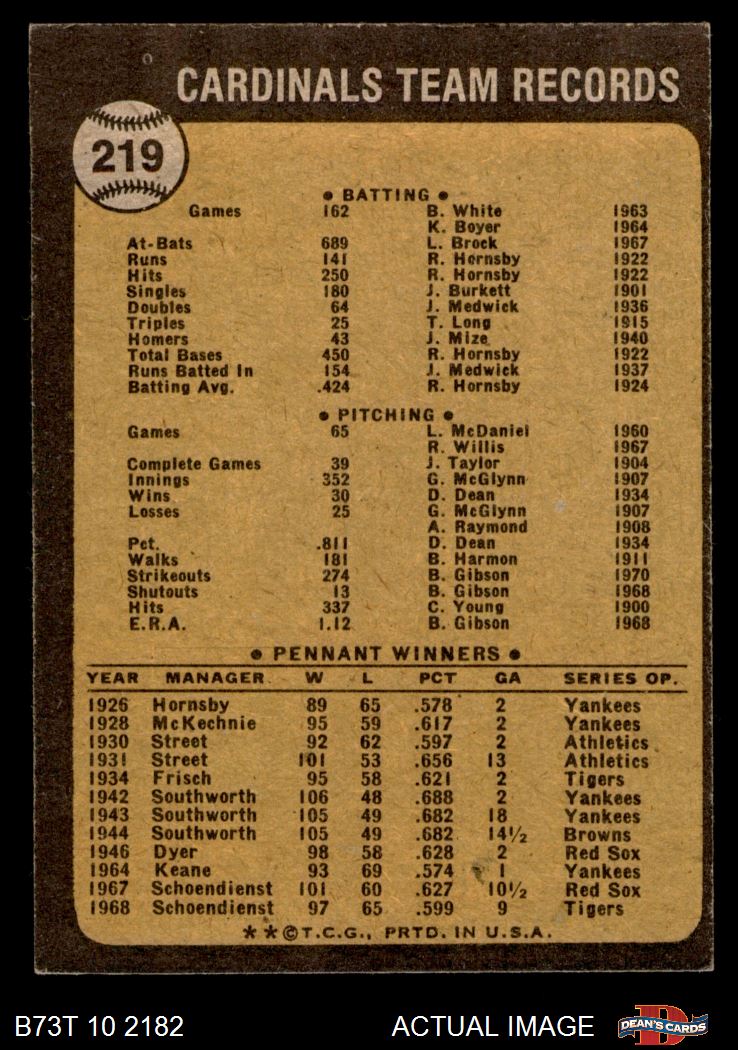 CARDINALS TEAM RECORDS
219
● BATTING ●
Games 162 B. White 1963
K. Boyer 1964
At-Bats 689 L. Brock 1967
Runs 141 R. Hornsby 1922
Hits 250 R. Hornsby 1922
Singles 180 J. Burkett 1901
Doubles 64 J. Medwick 1936
Triples 25 T. Long 1915
Homers 43 J. Mize 1940
Total Bases 450 R. Hornsby 1922
Runs Batted In 154 J. Medwick 1937
Batting Avg. .424 R. Hornsby 1924
● PITCHING ●
Games 65 L. McDaniel 1960
R. Willis 1967
Complete Games 39 J. Taylor 1904
Innings 352 G. McGlynn 1907
Wins 30 D. Dean 1934
Losses 25 G. McGlynn 1907
A. Raymond 1908
Pct. .811 D. Dean 1934
Walks 181 B. Harmon 1911
Strikeouts 274 B. Gibson 1970
Shutouts 13 B. Gibson 1968
Hits 337 C. Young 1900
E.R.A. 1.12 B. Gibson 1968
● PENNANT WINNERS ●
YEAR MANAGER W L PCT GA SERIES OP.
1926 Hornsby 89 65 .578 2 Yankees
1928 McKechnie 95 59 .617 2 Yankees
1930 Street 92 62 .597 2 Athletics
1931 Street 101 53 .656 13 Athletics
1934 Frisch 95 58 .621 2 Tigers
1942 Southworth 106 48 .688 2 Yankees
1943 Southworth 105 49 .682 18 Yankees
1944 Southworth 105 49 .682 14½ Browns
1946 Dyer 98 58 .628 2 Red Sox
1964 Keane 93 69 .574 1 Yankees
1967 Schoendienst 101 60 .627 10½ Red Sox
1968 Schoendienst 97 65 .599 9 Tigers
★ ★ © T.C.G., PRTD. IN U.S.A.
B73T 10 2182 ACTUAL IMAGE D DEAN'S CARDS